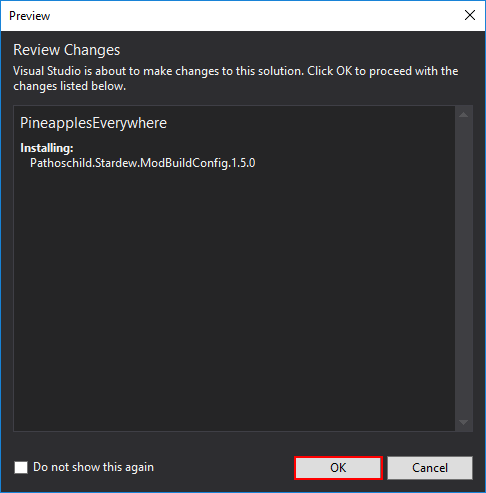 Preview
Review Changes
Visual Studio is about to make changes to this solution. Click OK to proceed with the
changes listed below.
PineapplesEverywhere
Installing:
Pathoschild.Stardew.ModBuildConfig.1.5.0
Do not show this again
OK
Cancel